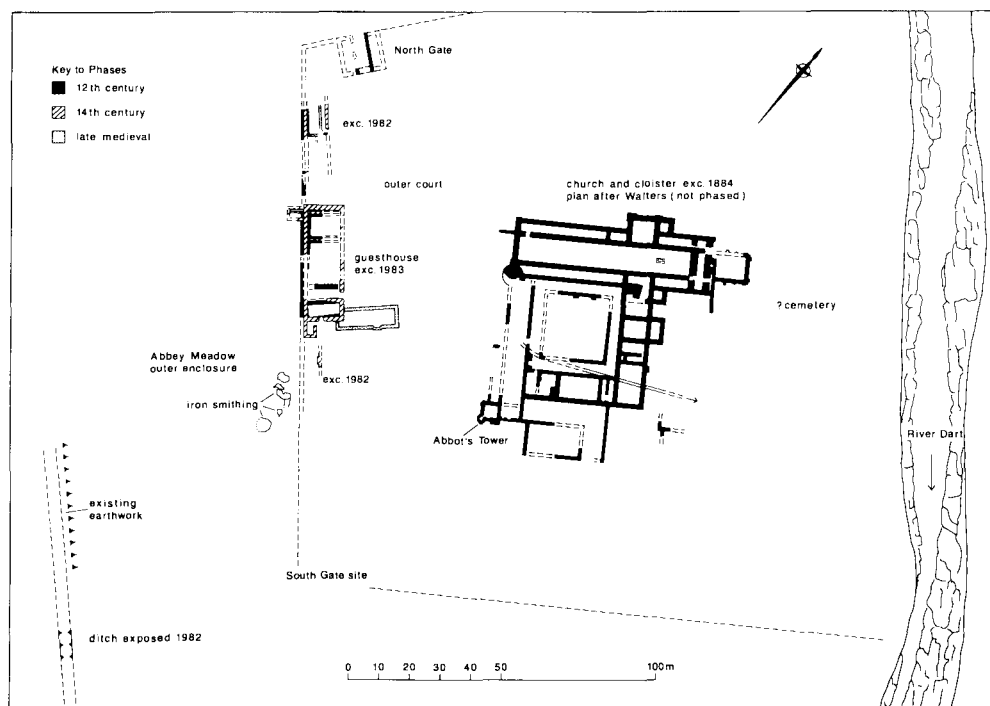 Key to Phases
12th century
14th century
late medieval
North Gate
exc. 1982
outer court
church and cloister exc. 1884
plan after Walters (not phased)
guesthouse
exc. 1983
? cemetery
Abbey Meadow
outer enclosure
exc. 1982
iron smithing
Abbot's Tower
River Dart
existing
earthwork
South Gate site
ditch exposed 1982
0 10 20 30 40 50 100m